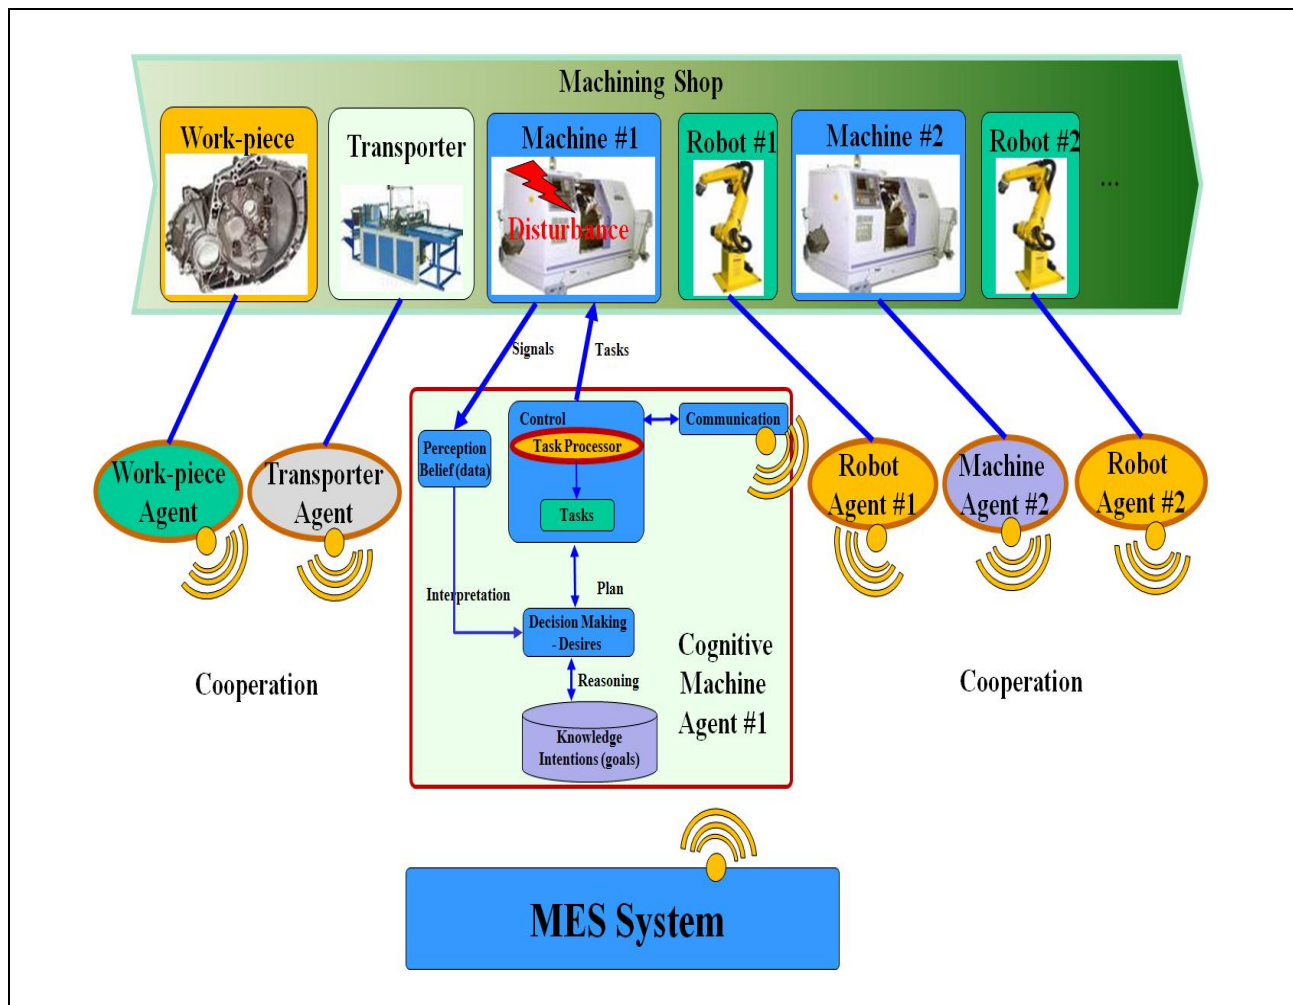 Machining Shop
Work-piece
Transporter
Machine #1
Robot #1
Machine #2
Robot #2
...
Disturbance
Signals
Tasks
Control
Communication
Perception
Belief (data)
Task Processor
Tasks
Work-piece
Agent
Transporter
Agent
Robot
Agent #1
Machine
Agent #2
Robot
Agent #2
Interpretation
Plan
Decision Making
- Desires
Reasoning
Knowledge
Intentions (goals)
Cognitive
Machine
Agent #1
Cooperation
Cooperation
MES System